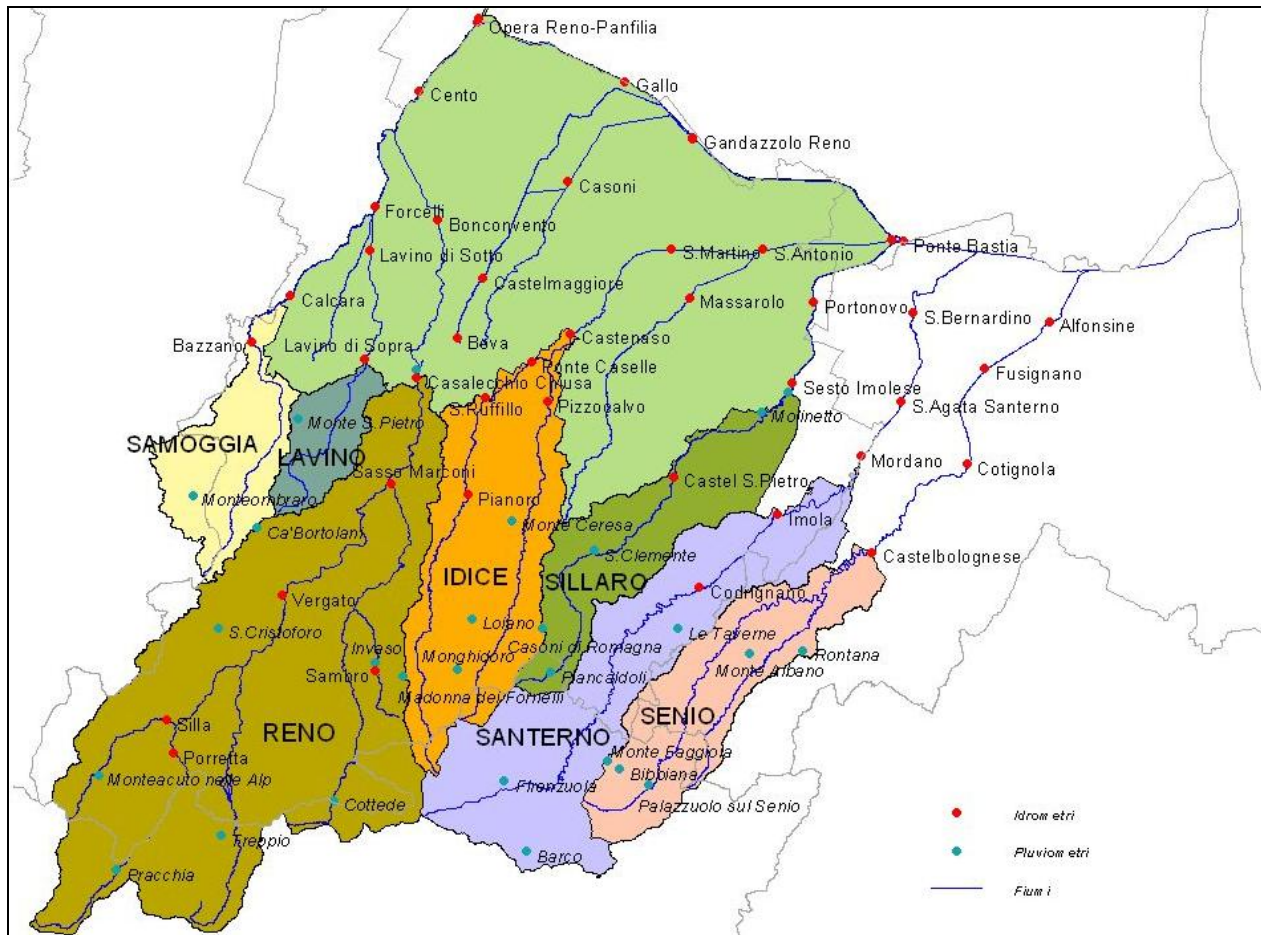 Opera Reno-Panfilia
Gallo
Cento
Gandazzolo Reno
Casoni
Forcelli
Bonconvento
Lavino di Sotto
S.Martino
S.Antonio
Ponte Bastia
Castelmaggiore
Calcara
Massarolo
Portonovo
S.Bernardino
Alfonsine
Bazzano
Lavino di Sopra
Beva
Castenaso
Ponte Caselle
Fusignano
Casalecchio Chiusa
Sesto Imolese
S.Ruffillo
Pizzocalvo
S.Agata Santerno
Monte S.Pietro
Molinetto
SAMOGGIA
LAVINO
Sasso Marconi
Mordano
Cotignola
Castel S.Pietro
Monteombraro
Pianoro
Imola
Ca'Bortolani
Monte Ceresa
S.Clemente
Castelbolognese
IDICE
SILLARO
Vergato
Codrignano
S.Cristoforo
Loiano
Le Taverne
Invaso
Casoni di Romagna
Rontana
Monghidoro
Monte Albano
Sambro
Piancaldoli
Madonna dei Fornelli
Silla
RENO
SENIO
SANTERNO
Porretta
Monte Faggiola
Monteacuto nelle Alp
Firenzuola
Bibbiana
Cottede
Palazzuolo sul Senio
Treppio
Barco
Pracchia
Idrometri
Pluviometri
Fiumi